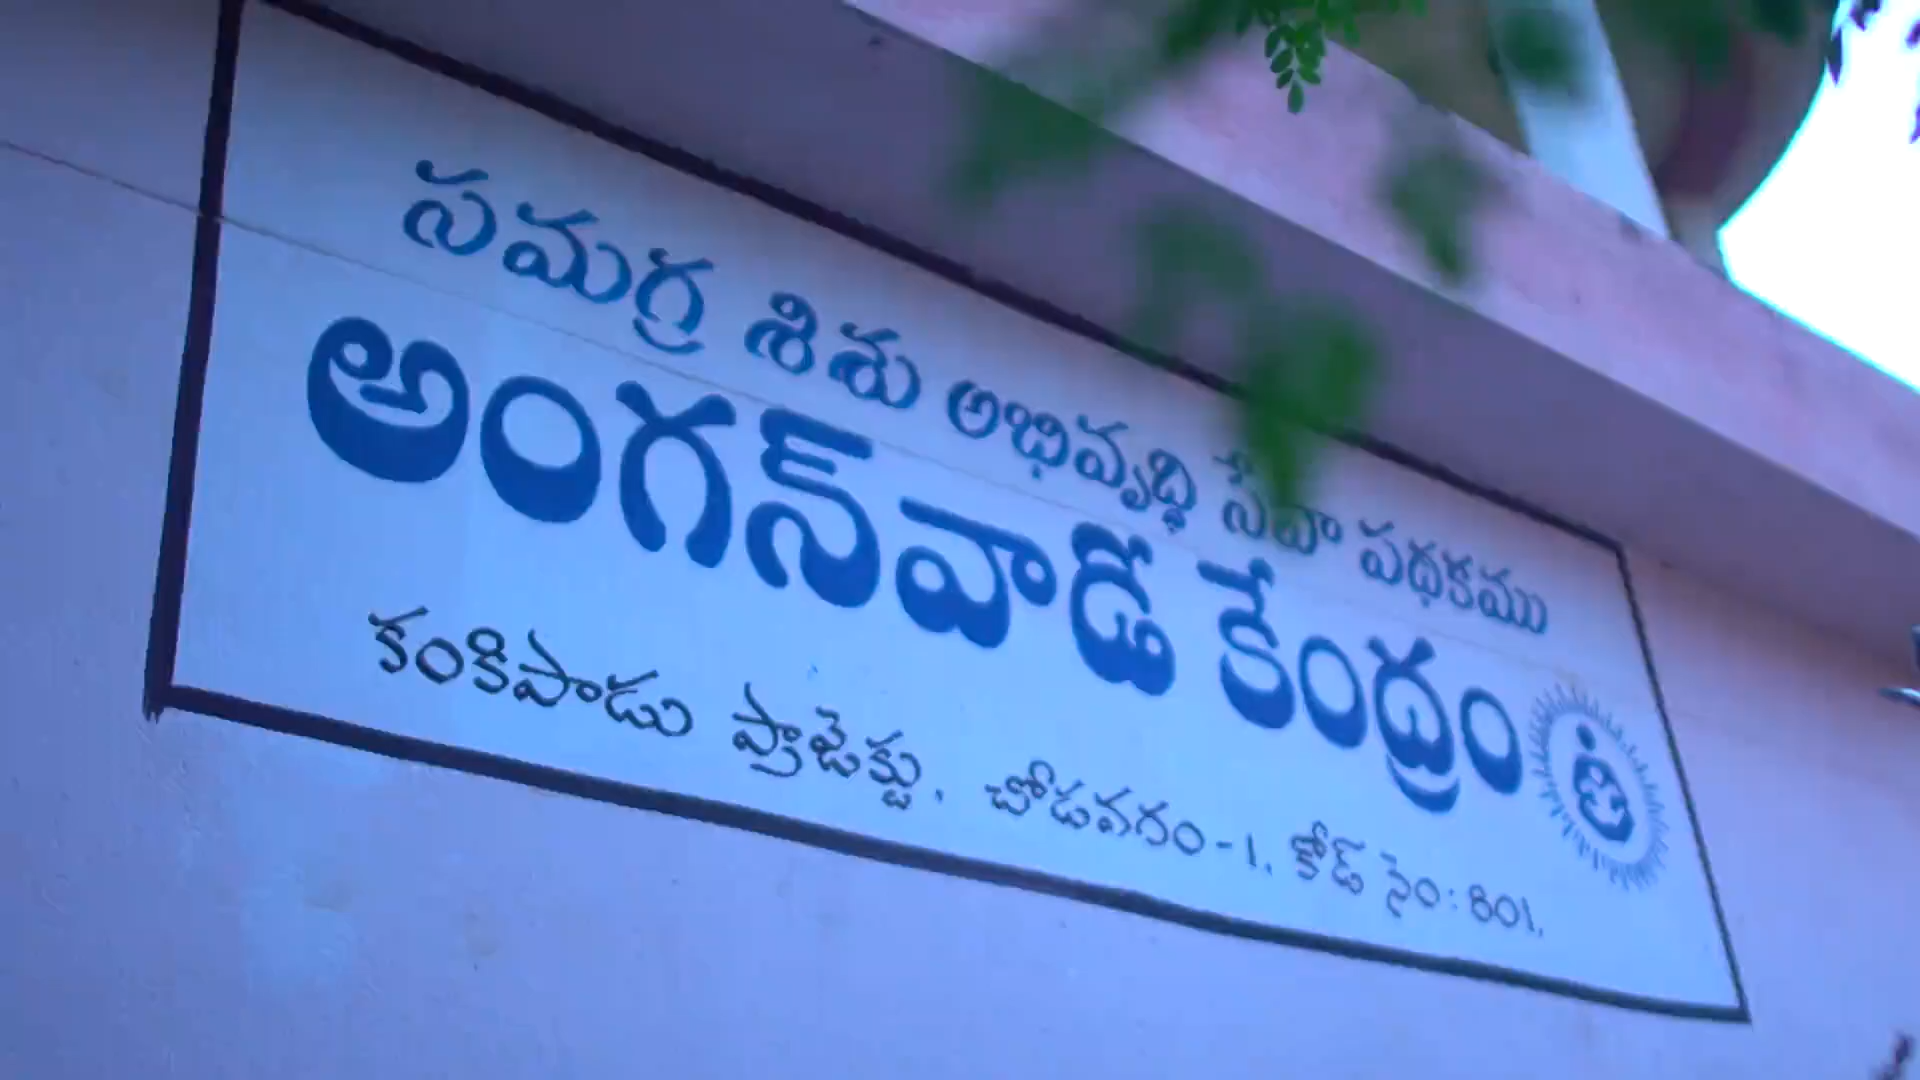 సమగ్ర శిశు అభివృద్ధి సేవా పథకము
అంగన్‌వాడీ కేంద్రం
కంకిపాడు ప్రాజెక్టు, చోడవరం-1, కోడ్ నెం: 801.